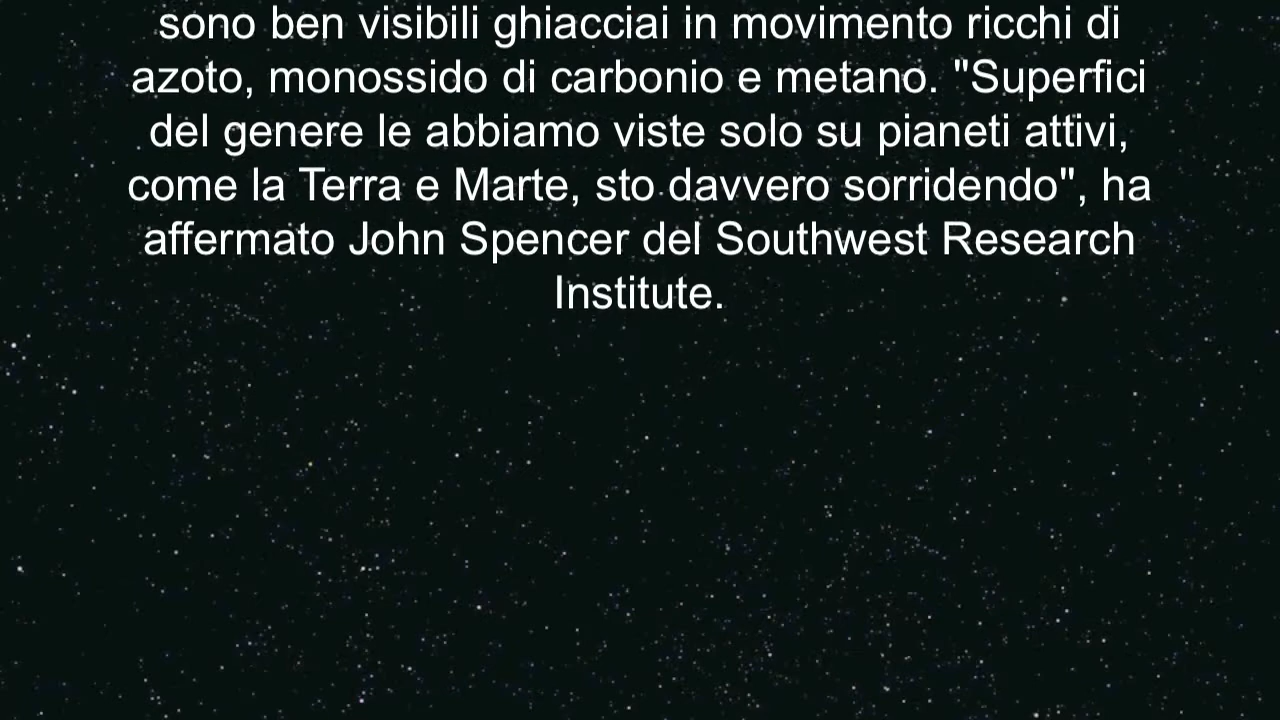 sono ben visibili ghiacciai in movimento ricchi di
azoto, monossido di carbonio e metano. "Superfici
del genere le abbiamo viste solo su pianeti attivi,
come la Terra e Marte, sto davvero sorridendo", ha
affermato John Spencer del Southwest Research
Institute.